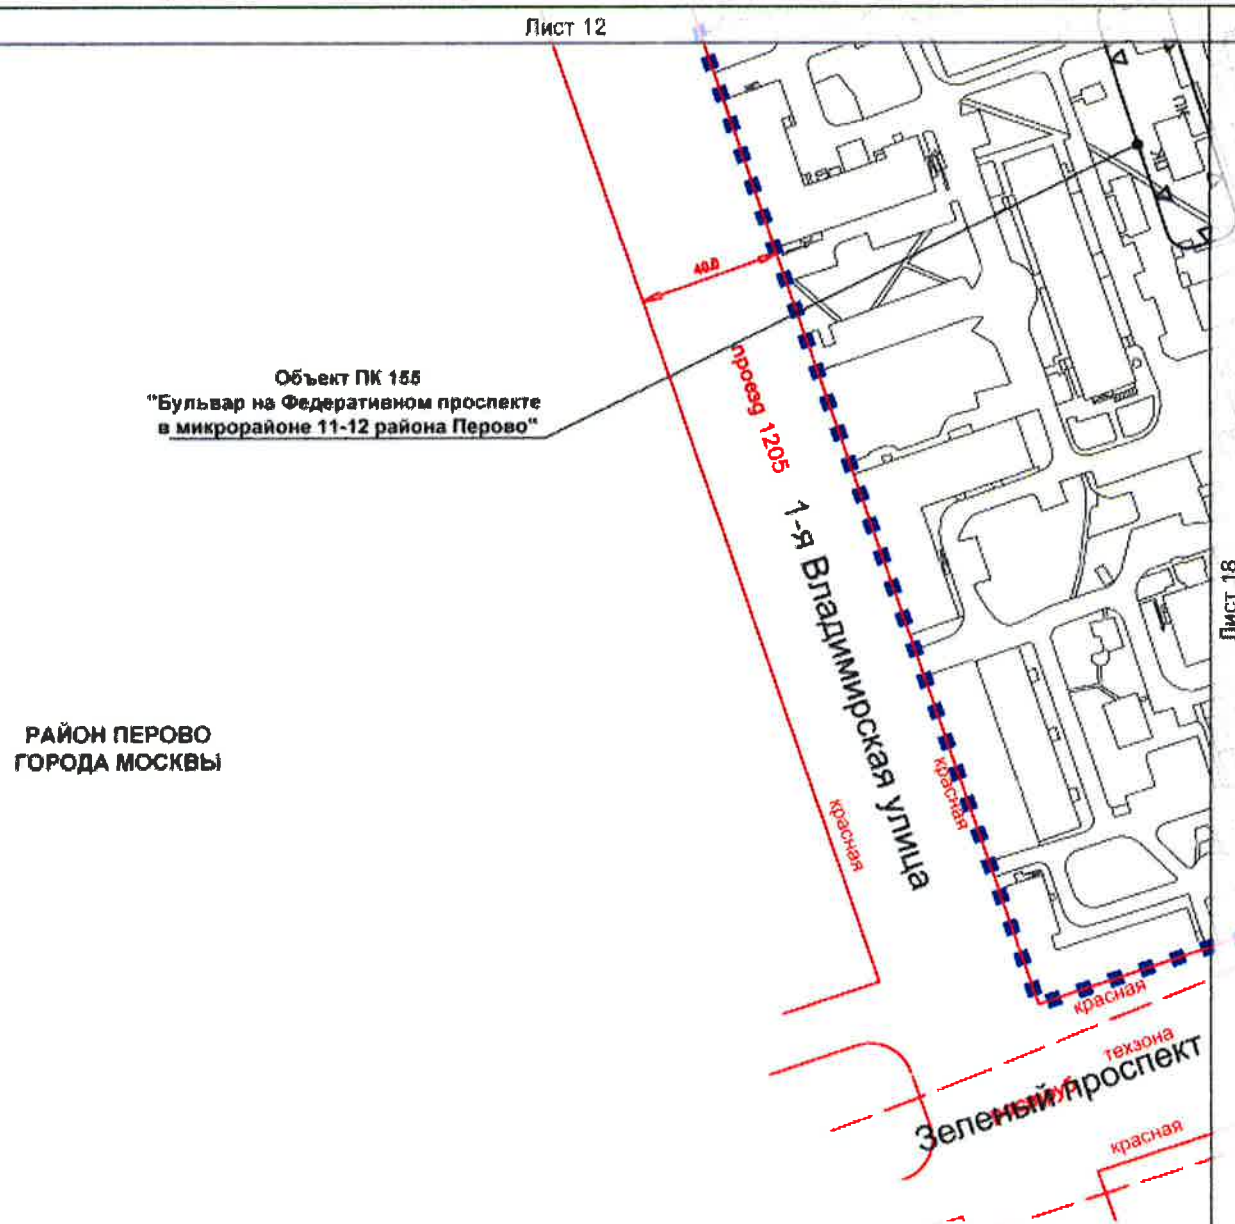 Лист 12
ПК
ПК
40.0
Объект ПК 155
"Бульвар на Федеративном проспекте
в микрорайоне 11-12 района Перово"
проезд 1205
1-я Владимирская улица
Лист 18
РАЙОН ПЕРОВО
ГОРОДА МОСКВЫ
красная
красная
красная
техзона
Зеленый проспект
красная